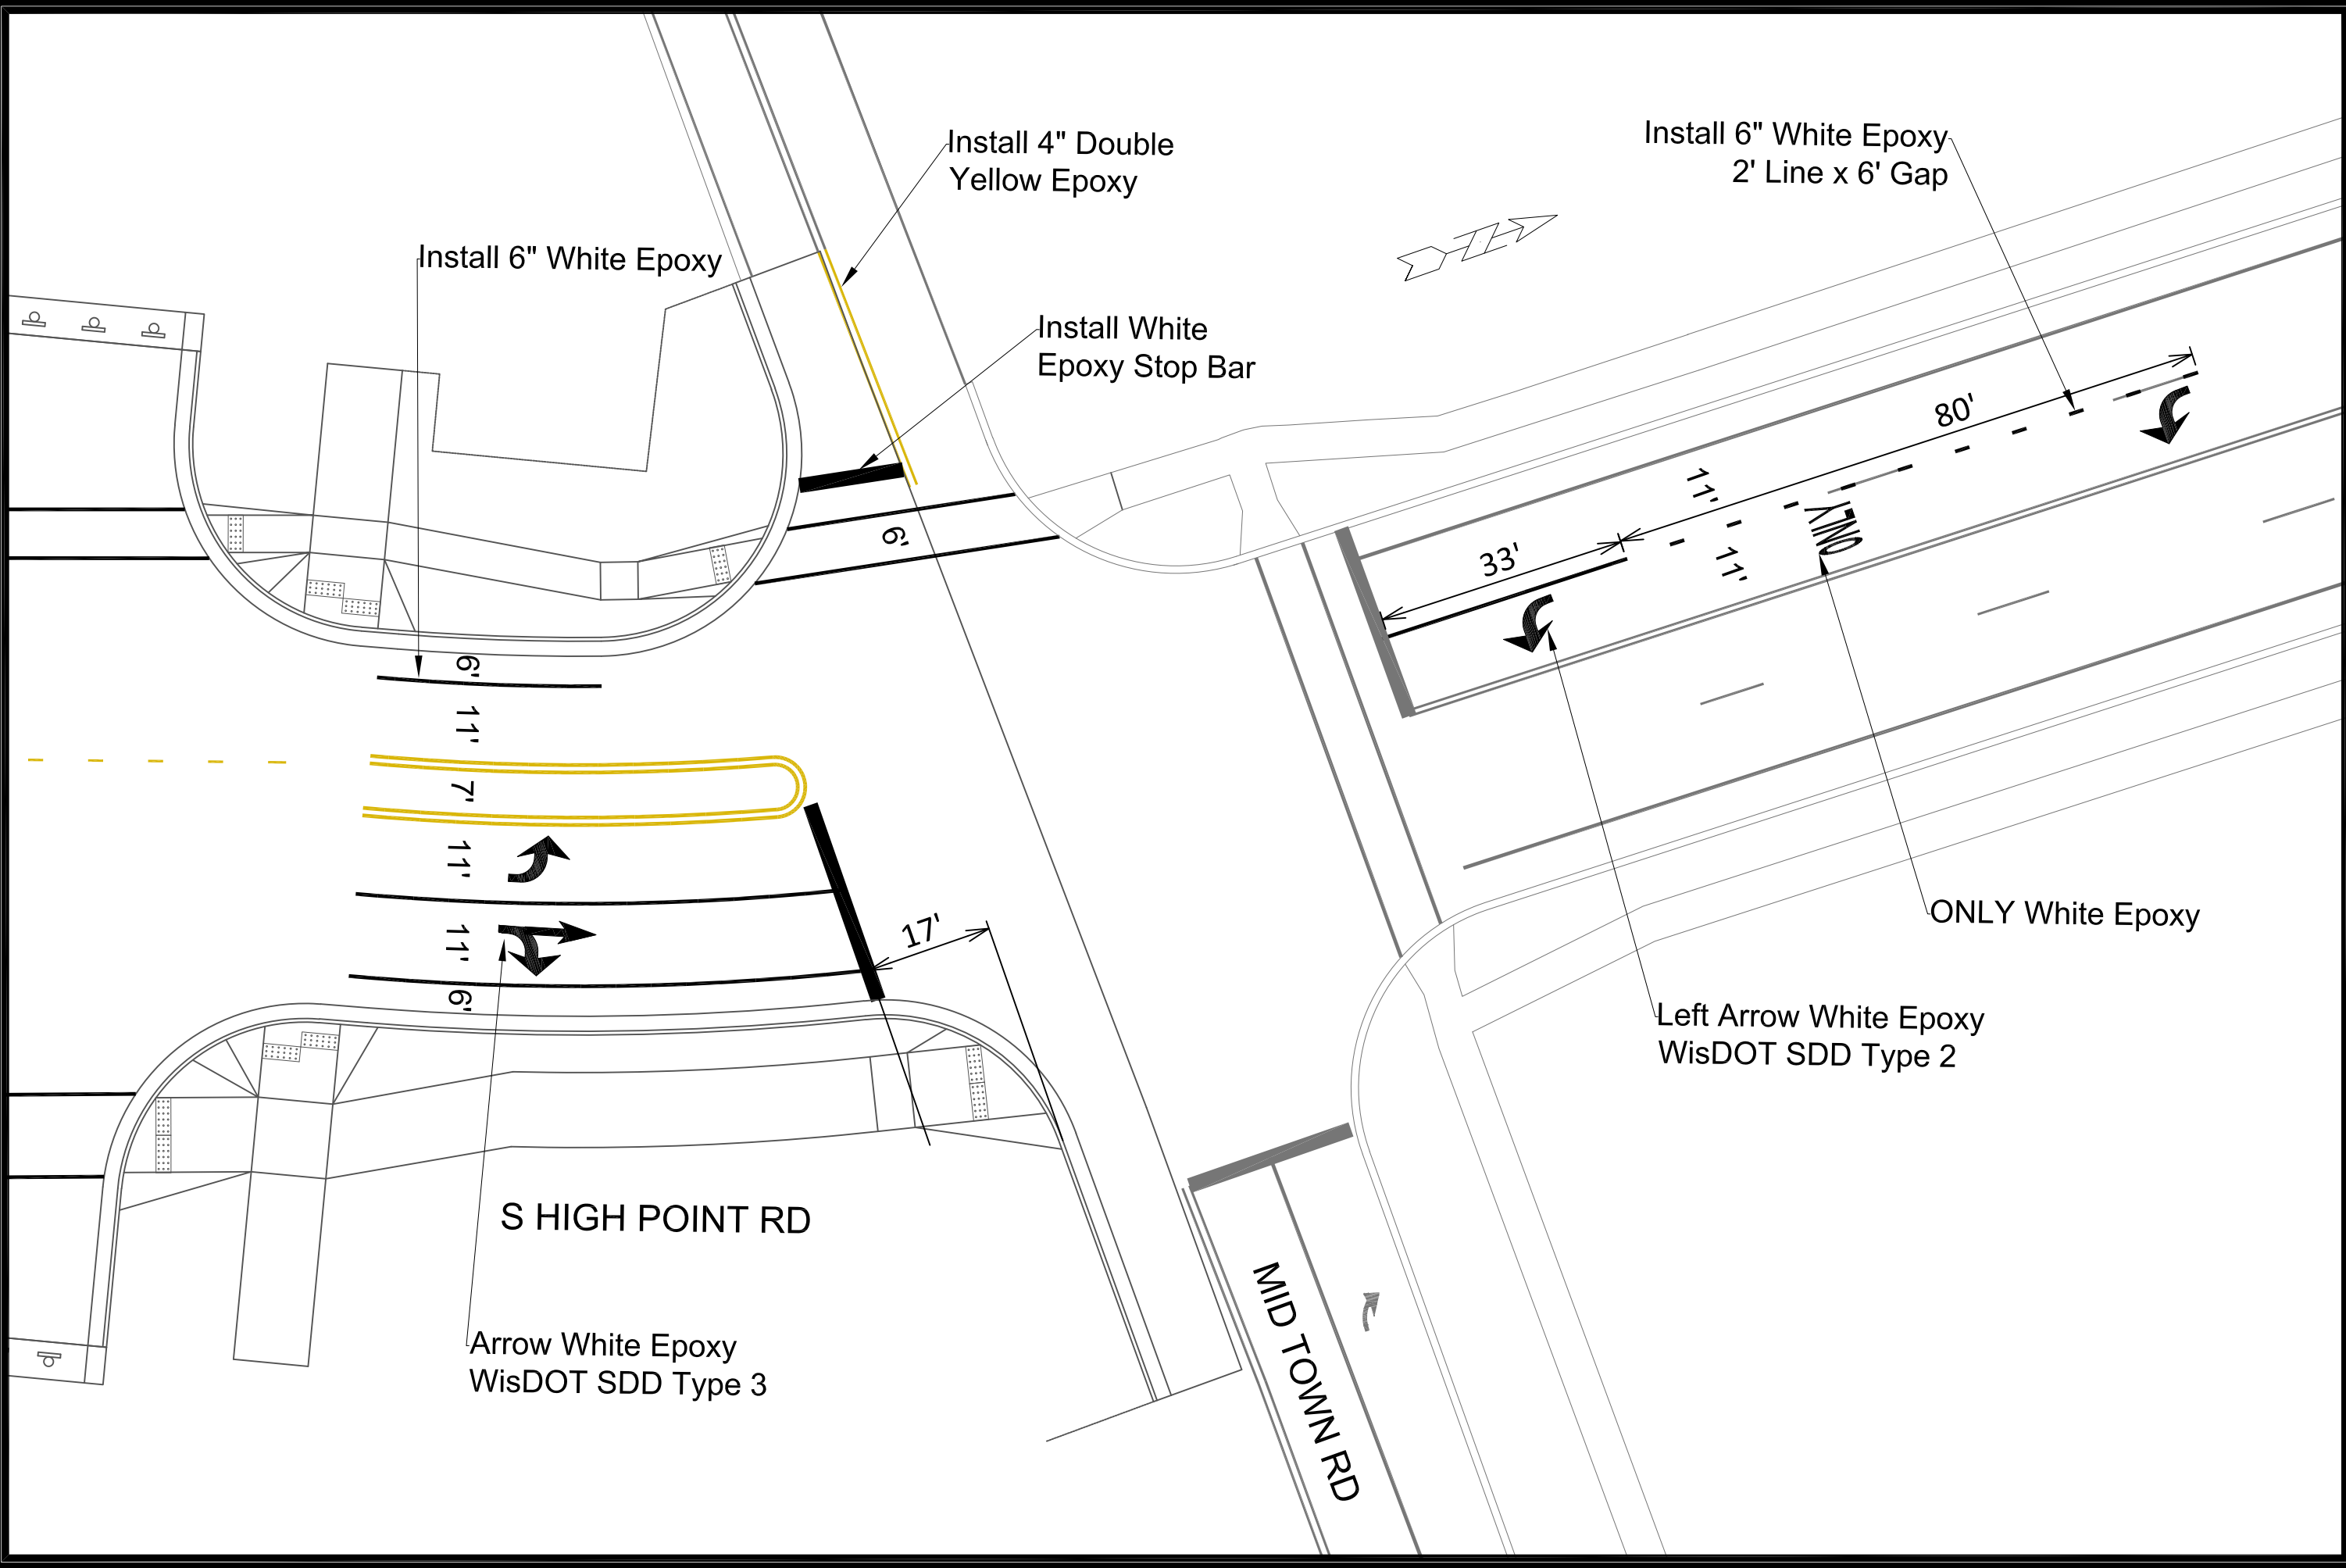 Install 4" Double
Yellow Epoxy
Install 6" White Epoxy
2' Line x 6' Gap
Install 6" White Epoxy
Install White
Epoxy Stop Bar
80'
11'
ONLY
33'
11'
6'
6'
11'
7'
11'
11'
17'
6'
ONLY White Epoxy
Left Arrow White Epoxy
WisDOT SDD Type 2
S HIGH POINT RD
MID TOWN RD
Arrow White Epoxy
WisDOT SDD Type 3